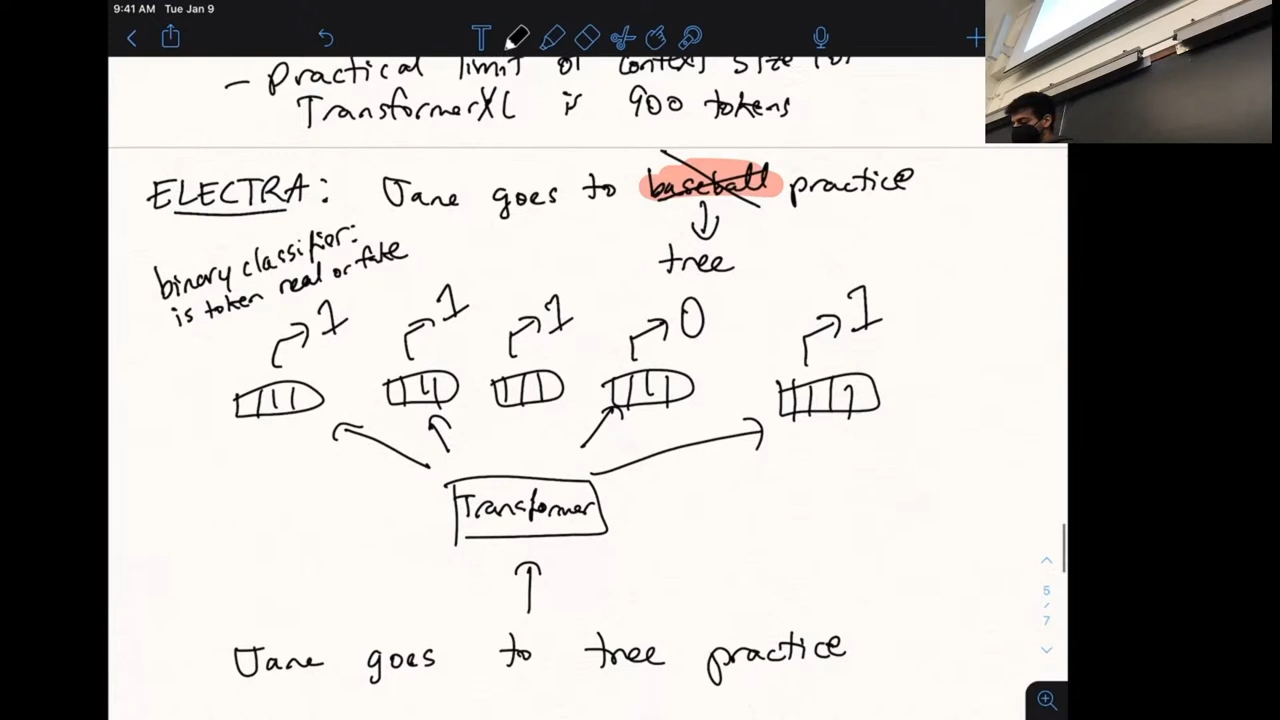 9:41 AM Tue Jan 9
- Practical limit of context size for
TransformerXL is 900 tokens
ELECTRA: Jane goes to baseball practice
tree
binary classifier:
is token real or fake
1 1 1 0 1
Transformer
Jane goes to tree practice
5
/
7